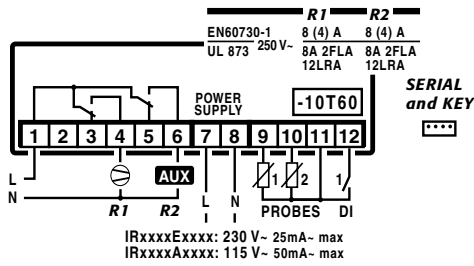 R1 R2
EN60730-1 250 V~ 8 (4) A 8 (4) A
UL 873 8A 2FLA 8A 2FLA
12LRA 12LRA
SERIAL
and KEY
POWER
SUPPLY
-10T60
1 2 3 4 5 6 7 8 9 10 11 12
L
N
AUX
1 2 1
R1 R2 L N PROBES DI
IRxxxxExxxx: 230 V~ 25mA~ max
IRxxxxAxxxx: 115 V~ 50mA~ max